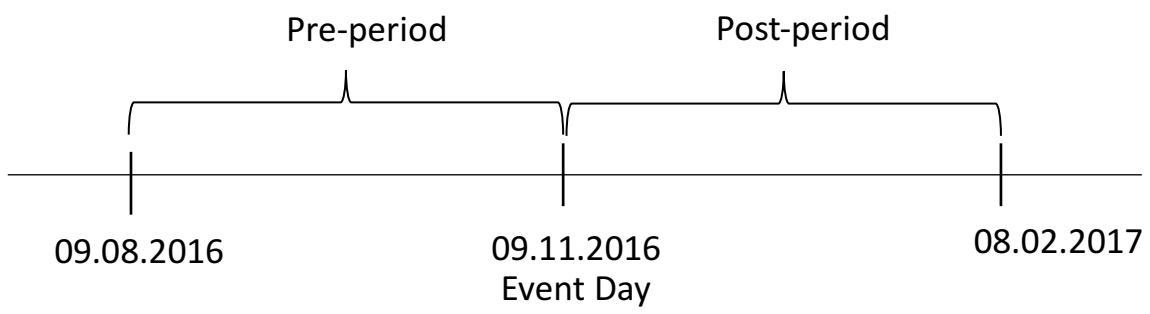 Pre-period
Post-period
09.08.2016
09.11.2016
Event Day
08.02.2017